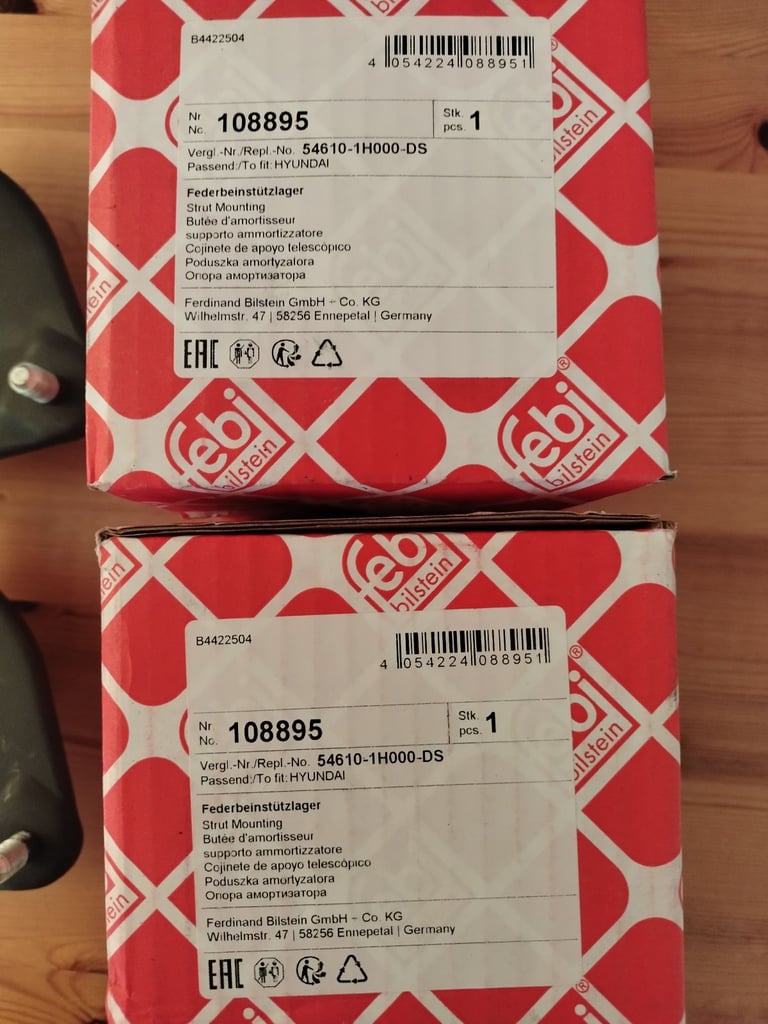 B4422504
4 054224 088951
Nr. No. 108895
Stk. pcs. 1
Vergl.-Nr./Repl.-No. 54610-1H000-DS
Passend:/To fit: HYUNDAI
Federbeinstützlager
Strut Mounting
Butée d'amortisseur
supporto ammortizzatore
Cojinete de apoyo telescópico
Poduszka amortyzatora
Опора амортизатора
Ferdinand Bilstein GmbH + Co. KG
Wilhelmstr. 47 | 58256 Ennepetal | Germany
EAC
bilstein
ein
febi bilstein
febi bilstein
febi bilstein
ein
B4422504
4 054224 088951
Nr. No. 108895
Stk. pcs. 1
Vergl.-Nr./Repl.-No. 54610-1H000-DS
Passend:/To fit: HYUNDAI
Federbeinstützlager
Strut Mounting
Butée d'amortisseur
supporto ammortizzatore
Cojinete de apoyo telescópico
Poduszka amortyzatora
Опора амортизатора
Ferdinand Bilstein GmbH + Co. KG
Wilhelmstr. 47 | 58256 Ennepetal | Germany
EAC
bilstein
ein